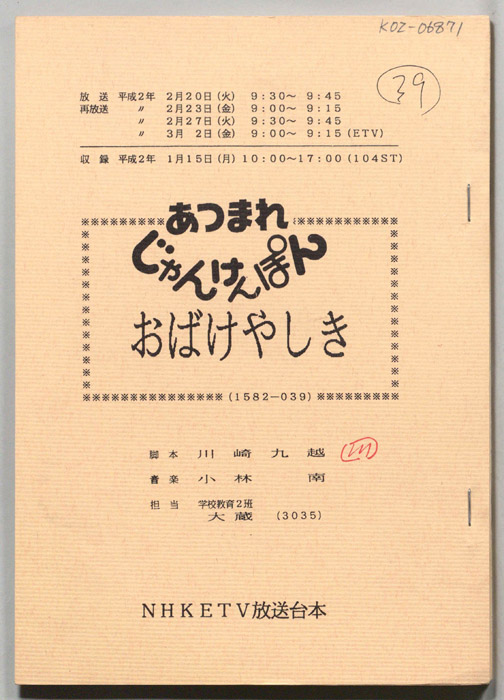 K02-06871
39
放送 平成2年 2月20日(火) 9:30～ 9:45
再放送 〃 2月23日(金) 9:00～ 9:15
〃 2月27日(火) 9:30～ 9:45
〃 3月 2日(金) 9:00～ 9:15(ETV)
収録 平成2年 1月15日(月) 10:00～17:00(104ST)
あつまれ
じゃんけんぽん
おばけやしき
(1582-039)
脚本 川崎九越
音楽 小林南
担当 学校教育2班
大蔵 (3035)
NHKETV放送台本